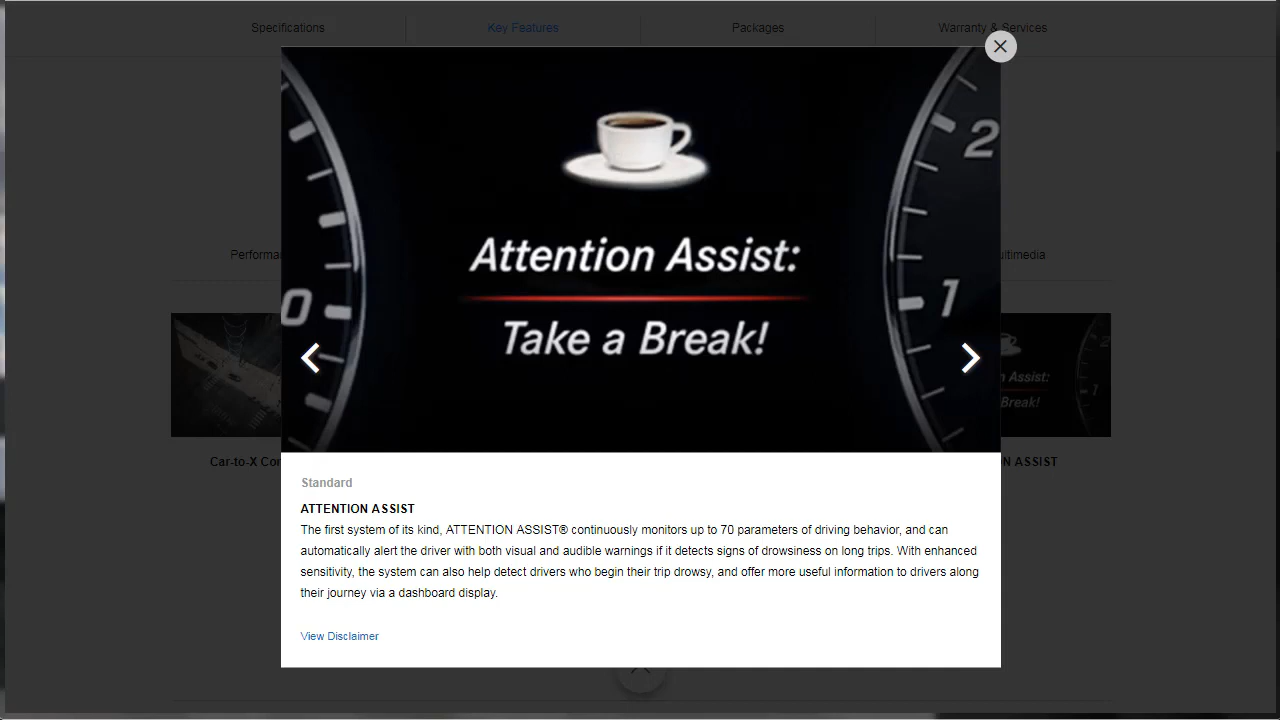 Specifications
Key Features
Packages
Warranty & Services
2
Attention Assist:
0
1
Take a Break!
Performa
ltimedia
n Assist:
Break!
Car-to-X Co
N ASSIST
Standard
ATTENTION ASSIST
The first system of its kind, ATTENTION ASSIST® continuously monitors up to 70 parameters of driving behavior, and can
automatically alert the driver with both visual and audible warnings if it detects signs of drowsiness on long trips. With enhanced
sensitivity, the system can also help detect drivers who begin their trip drowsy, and offer more useful information to drivers along
their journey via a dashboard display.
View Disclaimer